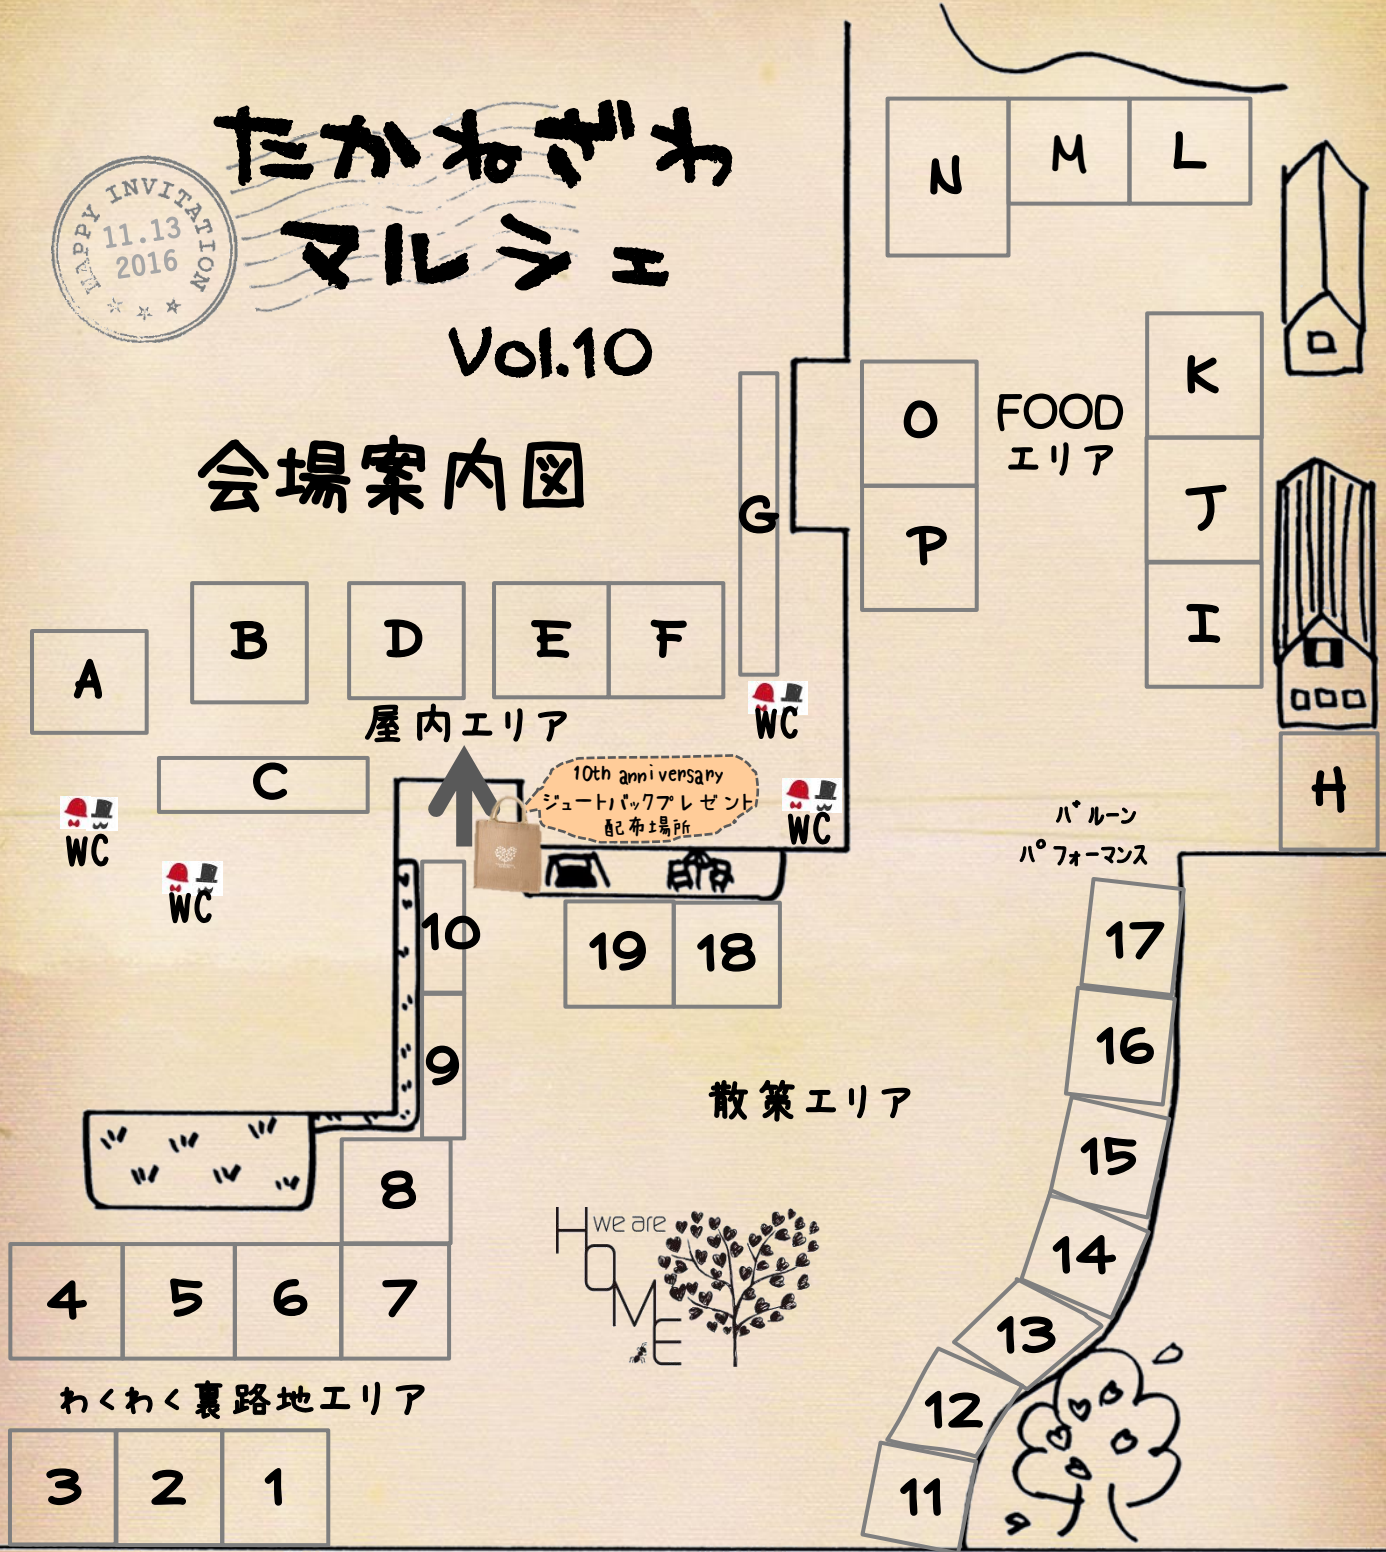 たかねざわ
マルシェ
Vol.10
HAPPY INVITATION
11.13
2016
会場案内図
N
M
L
K
J
I
O
P
FOOD
エリア
G
A
B
D
E
F
C
屋内エリア
WC
WC
WC
WC
10th anniversary
ジュートバックプレゼント
配布場所
H
バルーン
パフォーマンス
10
9
19
18
17
16
15
14
13
12
11
散策エリア
we are
HOME
8
4
5
6
7
わくわく裏路地エリア
3
2
1